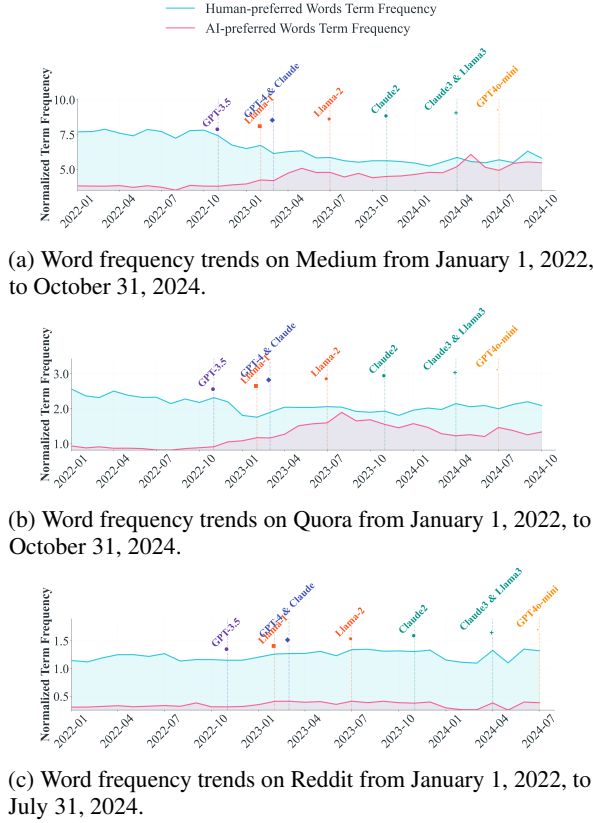 Human-preferred Words Term Frequency
AI-preferred Words Term Frequency
Normalized Term Frequency
10.0
7.5
5.0
GPT-3.5
Llama-1
GPT-4 & Claude
Llama-2
Claude2
Claude3 & Llama3
GPT4o-mini
2022-01
2022-04
2022-07
2022-10
2023-01
2023-04
2023-07
2023-10
2024-01
2024-04
2024-07
2024-10
(a) Word frequency trends on Medium from January 1, 2022,
to October 31, 2024.
Normalized Term Frequency
3.0
2.0
1.0
GPT-3.5
Llama-1
GPT-4 & Claude
Llama-2
Claude2
Claude3 & Llama3
GPT4o-mini
2022-01
2022-04
2022-07
2022-10
2023-01
2023-04
2023-07
2023-10
2024-01
2024-04
2024-07
2024-10
(b) Word frequency trends on Quora from January 1, 2022, to
October 31, 2024.
Normalized Term Frequency
1.5
1.0
0.5
GPT-3.5
Llama-1
GPT-4 & Claude
Llama-2
Claude2
Claude3 & Llama3
GPT4o-mini
2022-01
2022-04
2022-07
2022-10
2023-01
2023-04
2023-07
2023-10
2024-01
2024-04
2024-07
(c) Word frequency trends on Reddit from January 1, 2022, to
July 31, 2024.